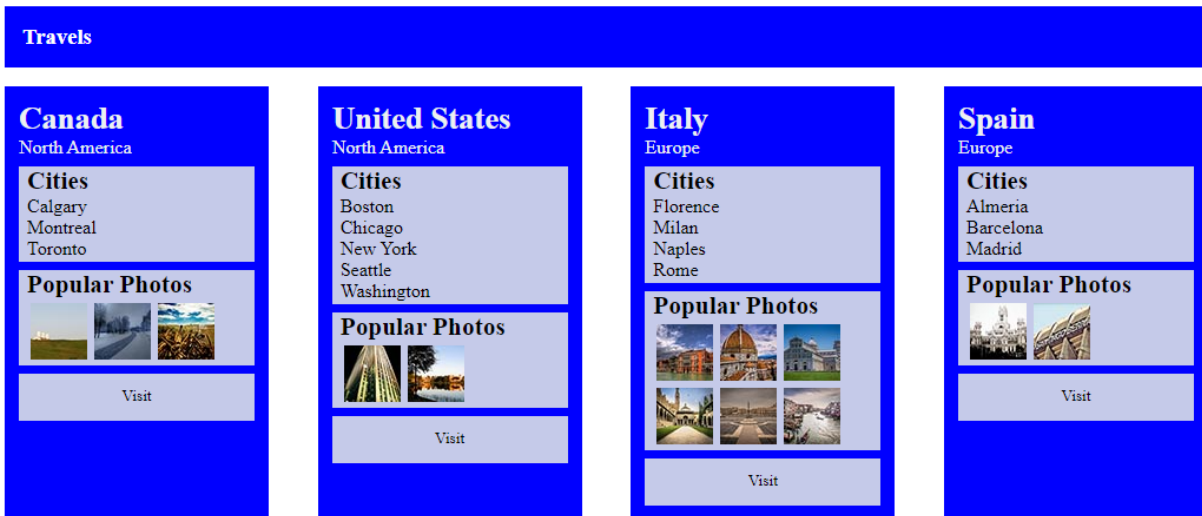 Travels
Canada
North America
Cities
Calgary
Montreal
Toronto
Popular Photos
Visit
United States
North America
Cities
Boston
Chicago
New York
Seattle
Washington
Popular Photos
Visit
Italy
Europe
Cities
Florence
Milan
Naples
Rome
Popular Photos
Visit
Spain
Europe
Cities
Almeria
Barcelona
Madrid
Popular Photos
Visit